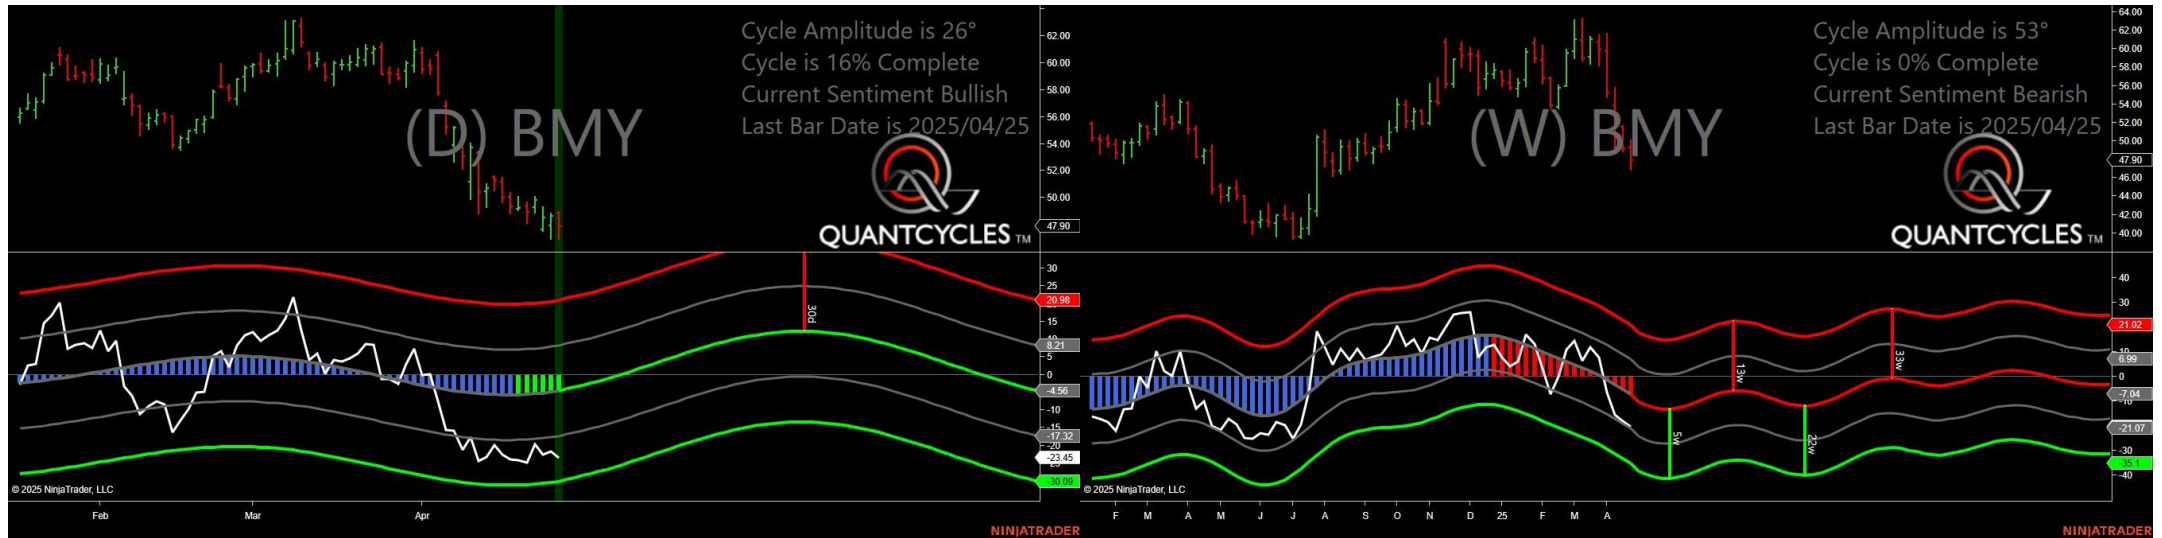 Cycle Amplitude is 26°
Cycle is 16% Complete
Current Sentiment Bullish
Last Bar Date is 2025/04/25
(D) BMY
QUANTCYCLES TM
62.00
60.00
58.00
56.00
54.00
52.00
50.00
47.90
30
25
20.98
15
8.21
5
0
-4.56
-10
-15
-17.32
-20
-23.45
-30.09
30d
© 2025 NinjaTrader, LLC
Feb Mar Apr
NINJATRADER
Cycle Amplitude is 53°
Cycle is 0% Complete
Current Sentiment Bearish
Last Bar Date is 2025/04/25
(W) BMY
QUANTCYCLES TM
64.00
62.00
60.00
58.00
56.00
54.00
52.00
50.00
47.90
46.00
44.00
42.00
40.00
40
30
21.02
6.99
0
-7.04
-10
-21.07
-30
-35.1
-40
5w
13w
22w
33w
© 2025 NinjaTrader, LLC
F M A M J J A S O N D 25 F M A
NINJATRADER